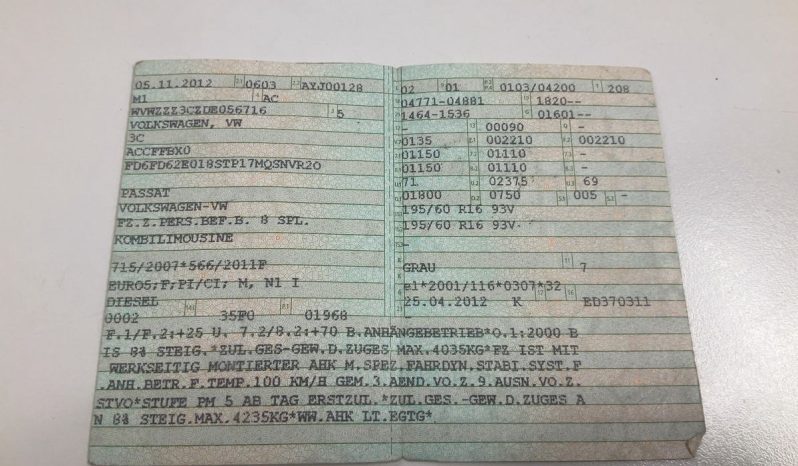 05.11.2012 0603 AYJ00128
M1 AC
WVWZZZ3CZDE056716 5
VOLKSWAGEN, VW
3C
ACCFFBX0
FD6FD62E018STP17MQSNVR2O
PASSAT
VOLKSWAGEN-VW
FZ.Z.PERS.BEF.B. 8 SPL.
KOMBILIMOUSINE
715/2007*566/2011F
EURO5;F;PI/CI; M, N1 I
DIESEL
0002 35F0 01968
02 01 0103/04200 208
04771-04881 1820--
1464-1536 01601--
- 00090 -
0135 002210 002210
01150 01110 -
01150 01110 -
71 02375 69
01800 0750 005 -
195/60 R16 93V
195/60 R16 93V
-
GRAU 7
e1*2001/116*0307*32
25.04.2012 K ED370311
F.1/F.2:+25 U. 7.2/8.2:+70 B.ANHÄNGEBETRIEB*O.1:2000 B
IS 8% STEIG.*ZUL.GES-GEW.D.ZUGES MAX.4035KG*FZ IST MIT
WERKSEITIG MONTIERTER AHK M.SPEZ.FAHRDYN.STABI.SYST.F
.ANH.BETR.F.TEMP.100 KM/H GEM.3.AEND.VO.Z.9.AUSN.VO.Z.
STVO*STUFE PM 5 AB TAG ERSTZUL.*ZUL.GES.-GEW.D.ZUGES A
N 8% STEIG.MAX.4235KG*WW.AHK LT.EGTG*